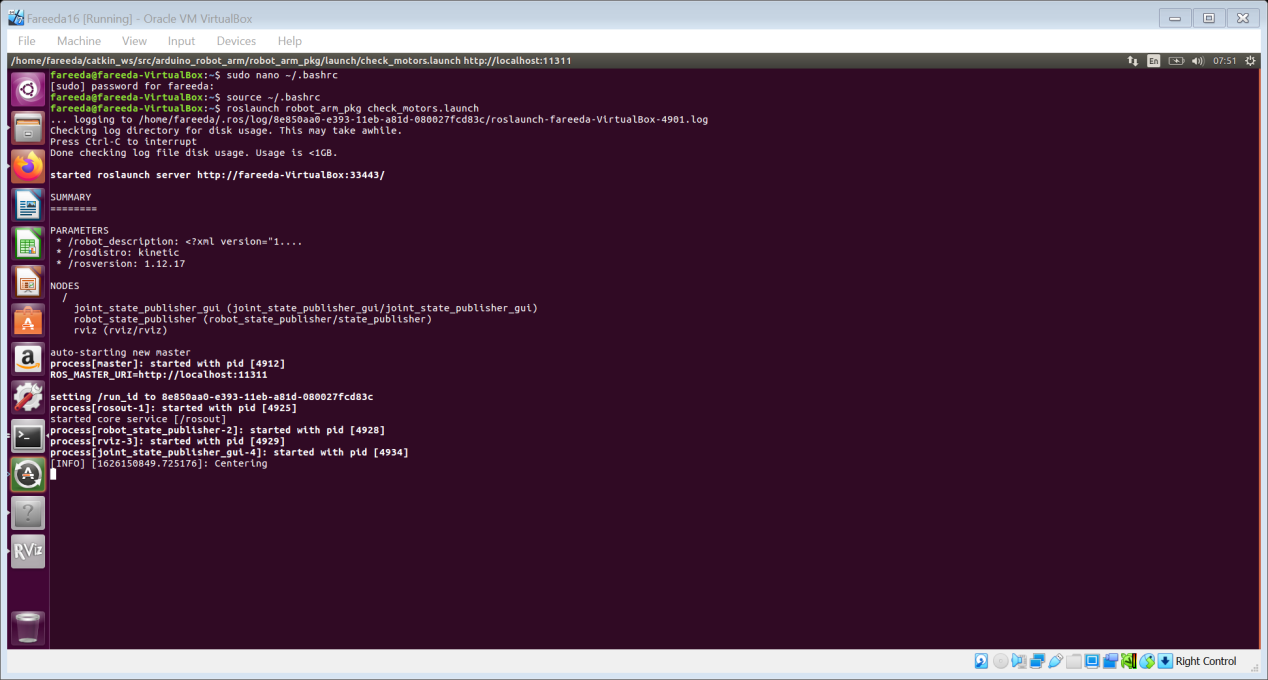 Fareeda16 [Running] - Oracle VM VirtualBox
File Machine View Input Devices Help
/home/fareeda/catkin_ws/src/arduino_robot_arm/robot_arm_pkg/launch/check_motors.launch http://localhost:11311 En 07:51
fareeda@fareeda-VirtualBox:~$ sudo nano ~/.bashrc
[sudo] password for fareeda:
fareeda@fareeda-VirtualBox:~$ source ~/.bashrc
fareeda@fareeda-VirtualBox:~$ roslaunch robot_arm_pkg check_motors.launch
... logging to /home/fareeda/.ros/log/8e850aa0-e393-11eb-a81d-080027fcd83c/roslaunch-fareeda-VirtualBox-4901.log
Checking log directory for disk usage. This may take awhile.
Press Ctrl-C to interrupt
Done checking log file disk usage. Usage is <1GB.
started roslaunch server http://fareeda-VirtualBox:33443/
SUMMARY
========
PARAMETERS
* /robot_description: <?xml version="1....
* /rosdistro: kinetic
* /rosversion: 1.12.17
NODES
/
joint_state_publisher_gui (joint_state_publisher_gui/joint_state_publisher_gui)
robot_state_publisher (robot_state_publisher/state_publisher)
rviz (rviz/rviz)
auto-starting new master
process[master]: started with pid [4912]
ROS_MASTER_URI=http://localhost:11311
setting /run_id to 8e850aa0-e393-11eb-a81d-080027fcd83c
process[rosout-1]: started with pid [4925]
started core service [/rosout]
process[robot_state_publisher-2]: started with pid [4928]
process[rviz-3]: started with pid [4929]
process[joint_state_publisher_gui-4]: started with pid [4934]
[INFO] [1626150849.725176]: Centering
RViz
Right Control